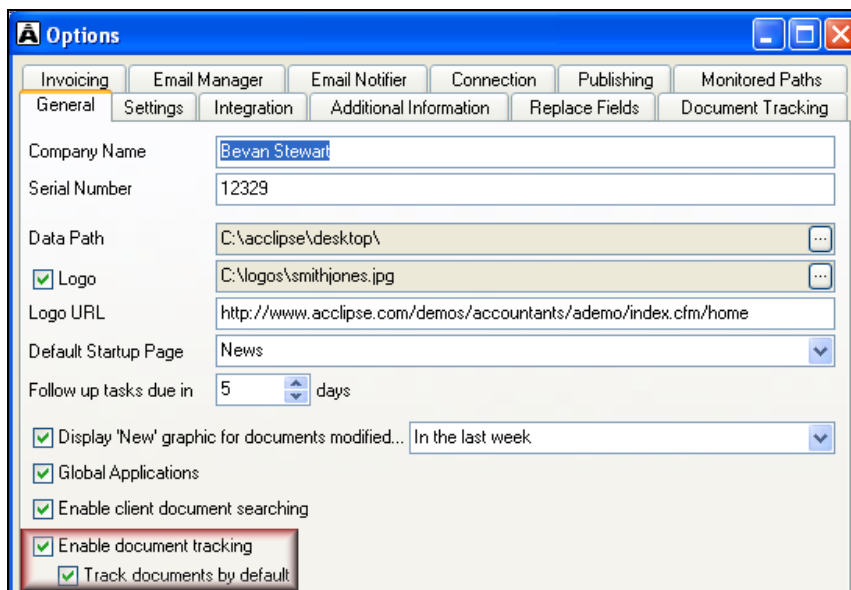 Options
Invoicing Email Manager Email Notifier Connection Publishing Monitored Paths
General Settings Integration Additional Information Replace Fields Document Tracking
Company Name Bevan Stewart
Serial Number 12329
Data Path C:\acclipse\desktop\ ...
Logo C:\logos\smithjones.jpg ...
Logo URL http://www.acclipse.com/demos/accountants/ademo/index.cfm/home
Default Startup Page News
Follow up tasks due in 5 days
Display 'New' graphic for documents modified... In the last week
Global Applications
Enable client document searching
Enable document tracking
Track documents by default